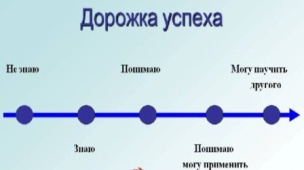 Дорожка успеха
Не знаю
Понимаю
Могу научить
другого
Знаю
Понимаю
могу применить